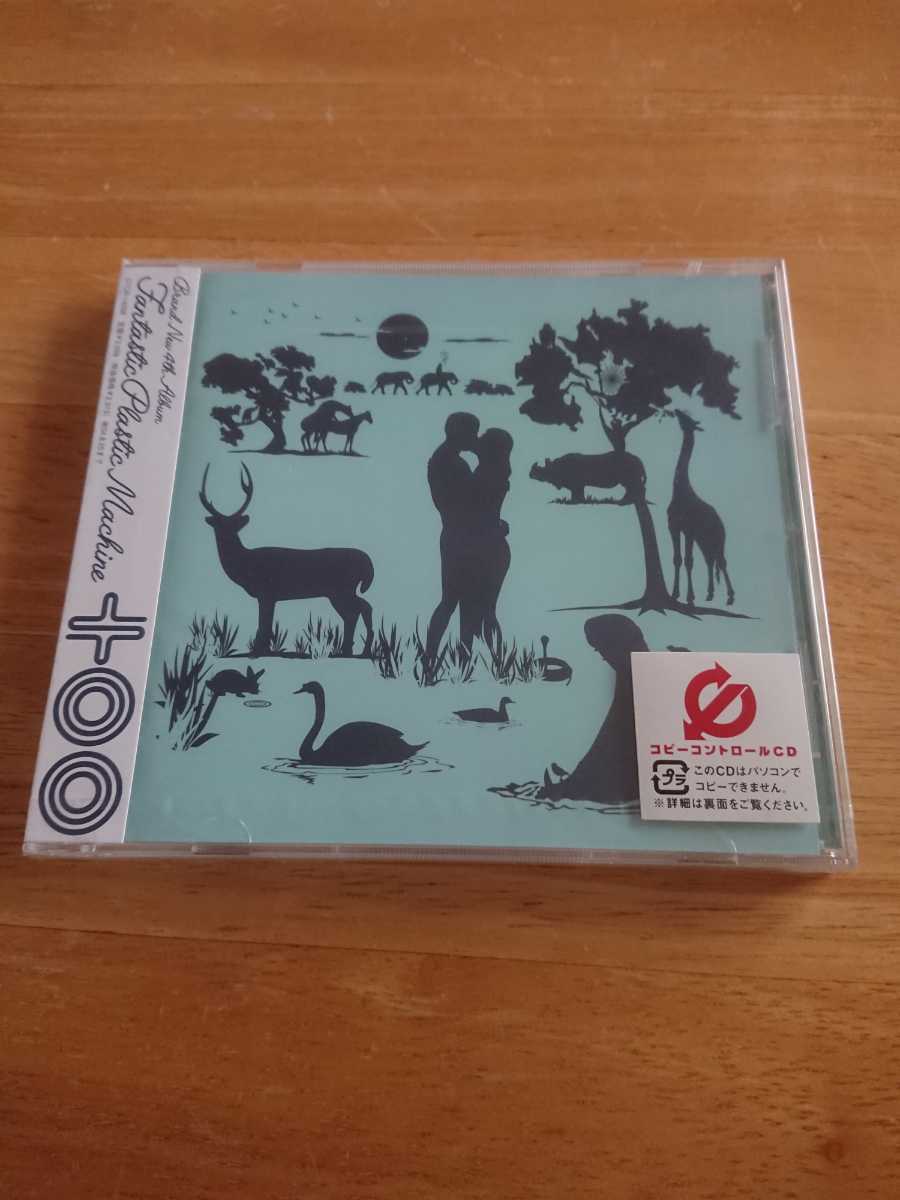 Brand New 4th Album
Fantastic Plastic Machine
too
コピーコントロールCD
プラ
このCDはパソコンで
コピーできません。
※詳細は裏面をご覧ください。